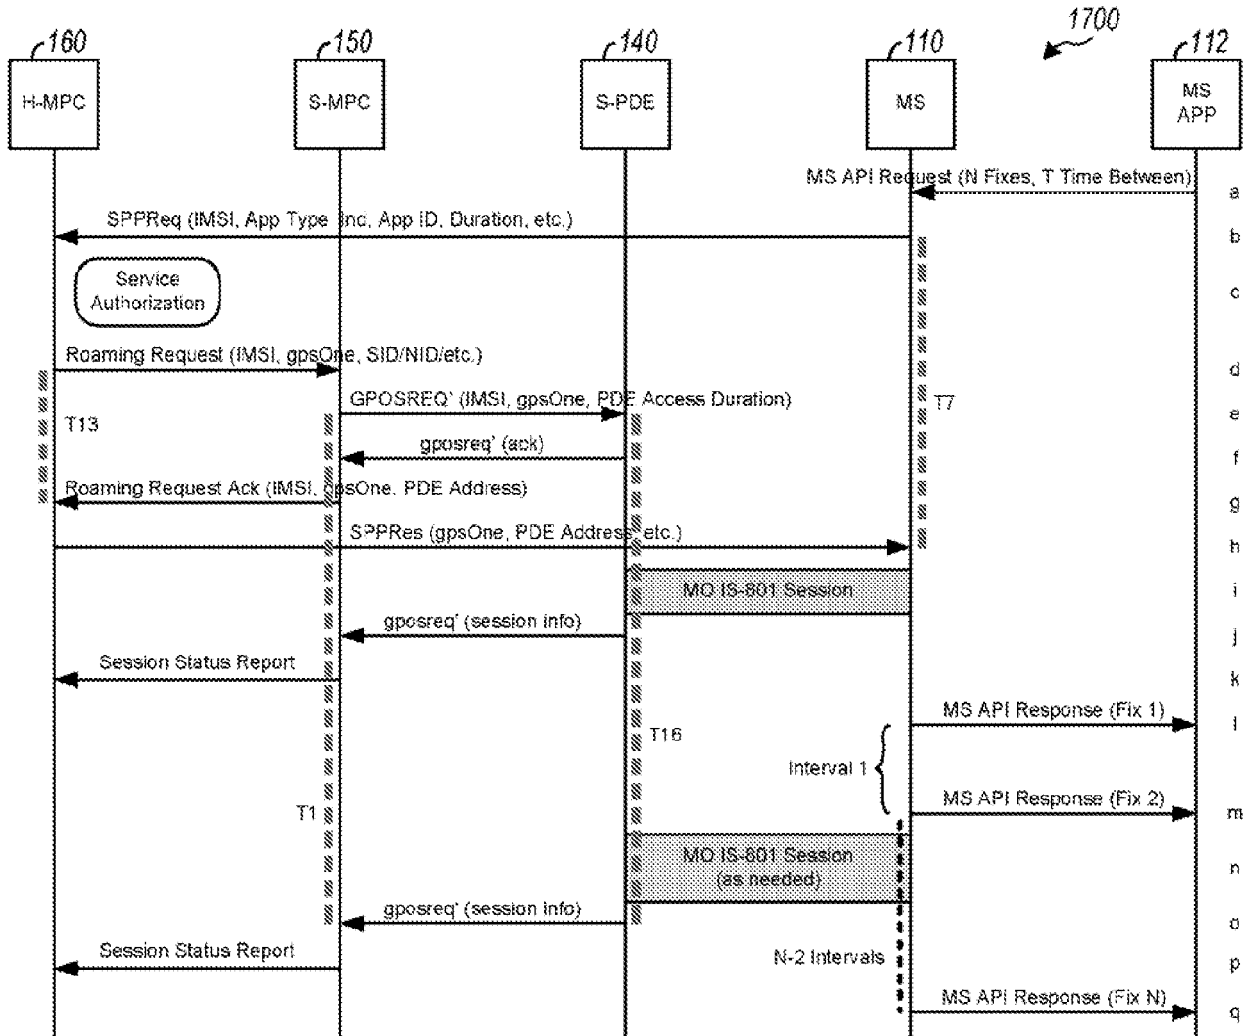 1700
160
150
140
110
112
H-MPC
S-MPC
S-PDE
MS
MS
APP
MS API Request (N Fixes, T Time Between)
a
SPPReq (IMSI, App Type Ind, App ID, Duration, etc.)
b
Service
Authorization
c
Roaming Request (IMSI, gpsOne, SID/NID/etc.)
d
GPOSREQ' (IMSI, gpsOne, PDE Access Duration)
T7
e
T13
gposreq' (ack)
f
Roaming Request Ack (IMSI, gpsOne, PDE Address)
g
SPPRes (gpsOne, PDE Address, etc.)
h
MO IS-801 Session
i
gposreq' (session info)
j
Session Status Report
k
MS API Response (Fix 1)
l
T16
Interval 1
MS API Response (Fix 2)
T1
m
MO IS-801 Session
(as needed)
n
gposreq' (session info)
o
Session Status Report
N-2 Intervals
p
MS API Response (Fix N)
q